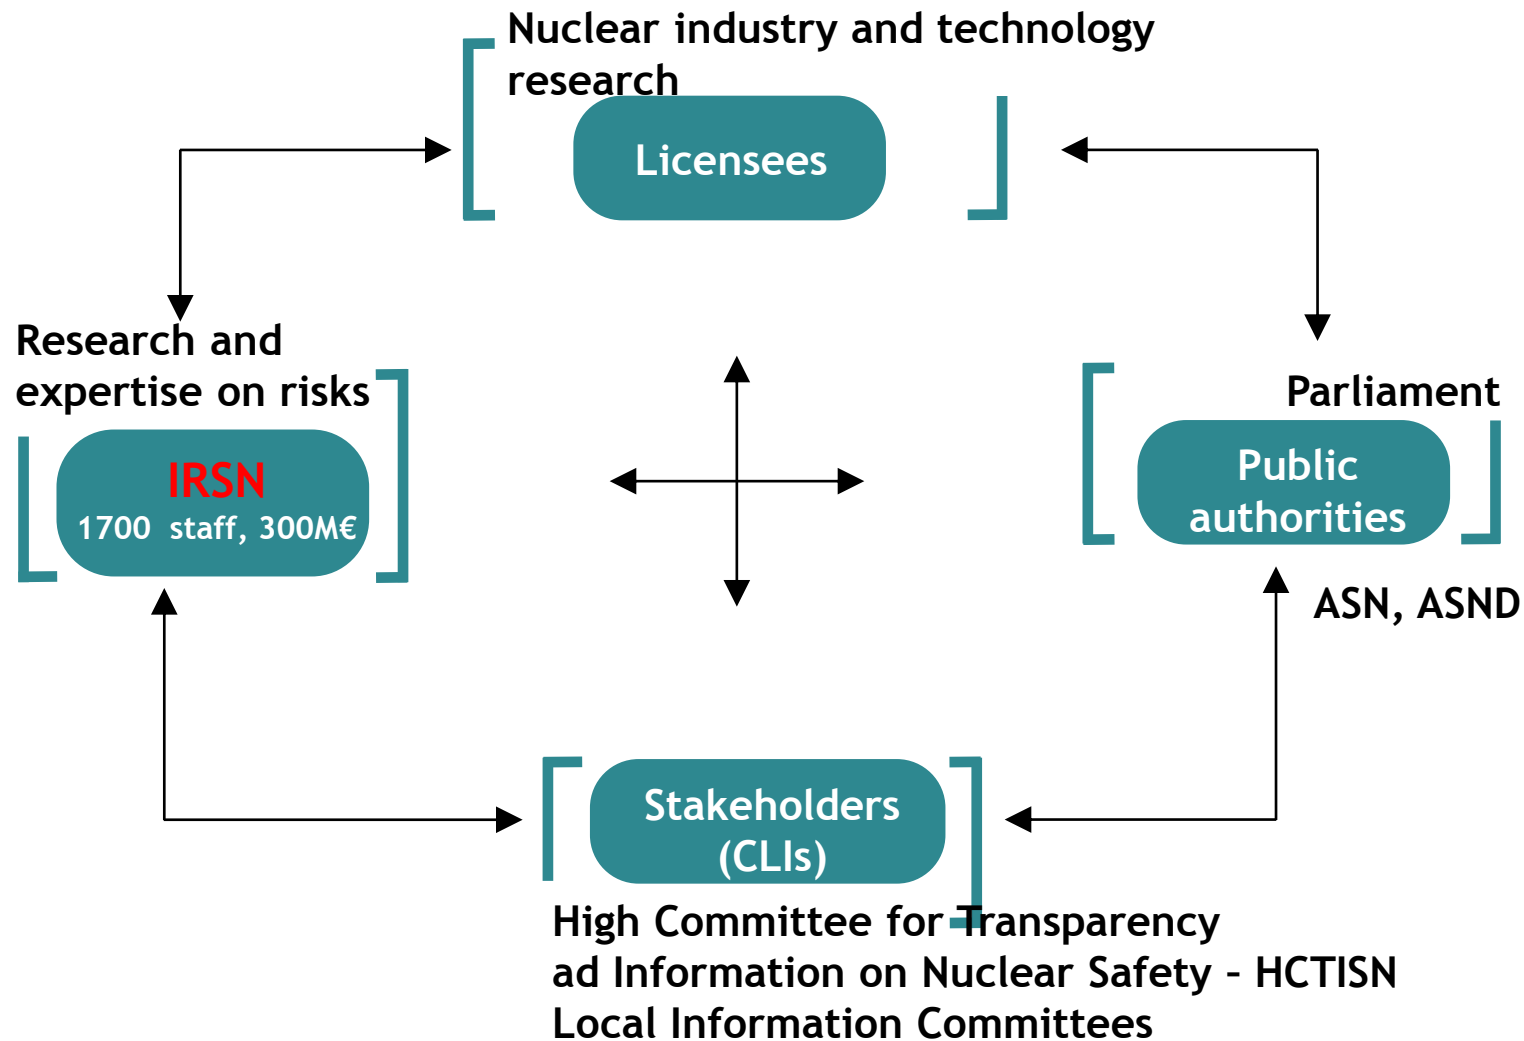 Nuclear industry and technology
research
Licensees
Research and
expertise on risks
IRSN
1700 staff, 300M€
Parliament
Public
authorities
ASN, ASND
Stakeholders
(CLIs)
High Committee for Transparency
ad Information on Nuclear Safety – HCTISN
Local Information Committees